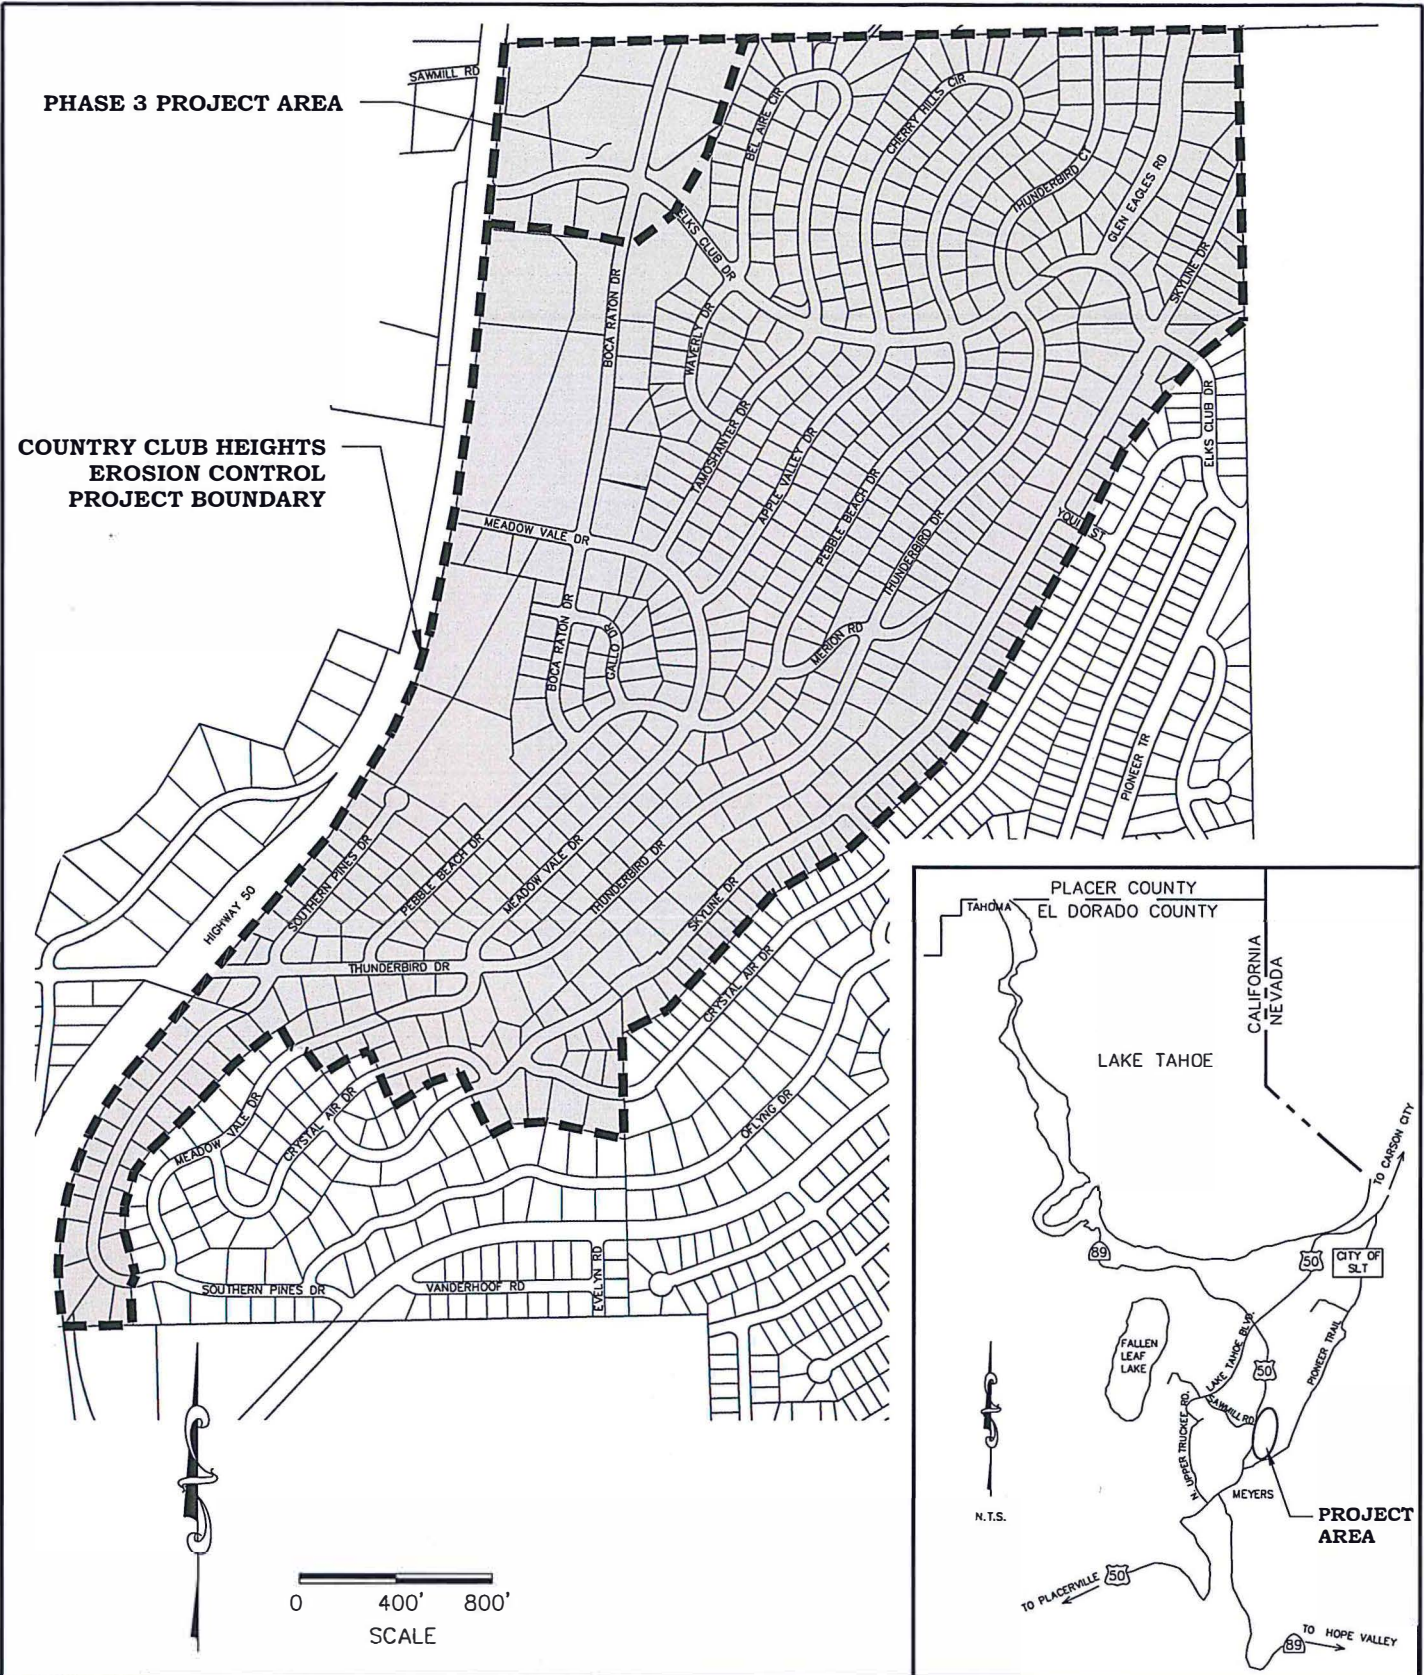 SAWMILL RD
PHASE 3 PROJECT AREA
BEL AIRE CIR
CHERRY HILLS CIR
THUNDERBIRD CT
GLEN EAGLES RD
SKYLINE DR
ELKS CLUB DR
BOCA RATON DR
WAVERLY DR
ELKS CLUB DR
TAMOSHANTER DR
APPLE VALLEY DR
PEBBLE BEACH DR
THUNDERBIRD DR
COUNTRY CLUB HEIGHTS
EROSION CONTROL
PROJECT BOUNDARY
MEADOW VALE DR
BOCA RATON DR
GALLO DR
MERION RD
PIONEER TR
SOUTHERN PINES DR
PEBBLE BEACH DR
MEADOW VALE DR
THUNDERBIRD DR
SKYLINE DR
HIGHWAY 50
THUNDERBIRD DR
CRYSTAL AIR DR
MEADOW VALE DR
CRYSTAL AIR DR
OFLYNG DR
SOUTHERN PINES DR
VANDERHOOF RD
EVELYN RD
0 400' 800'
SCALE
PLACER COUNTY
TAHOMA
EL DORADO COUNTY
CALIFORNIA
NEVADA
LAKE TAHOE
TO CARSON CITY
89
50
CITY OF
SLT
FALLEN
LEAF
LAKE
LAKE TAHOE BLVD.
50
PIONEER TRAIL
SAWMILL RD
N. UPPER TRUCKEE RD.
MEYERS
N.T.S.
PROJECT
AREA
TO PLACERVILLE
50
TO HOPE VALLEY
89